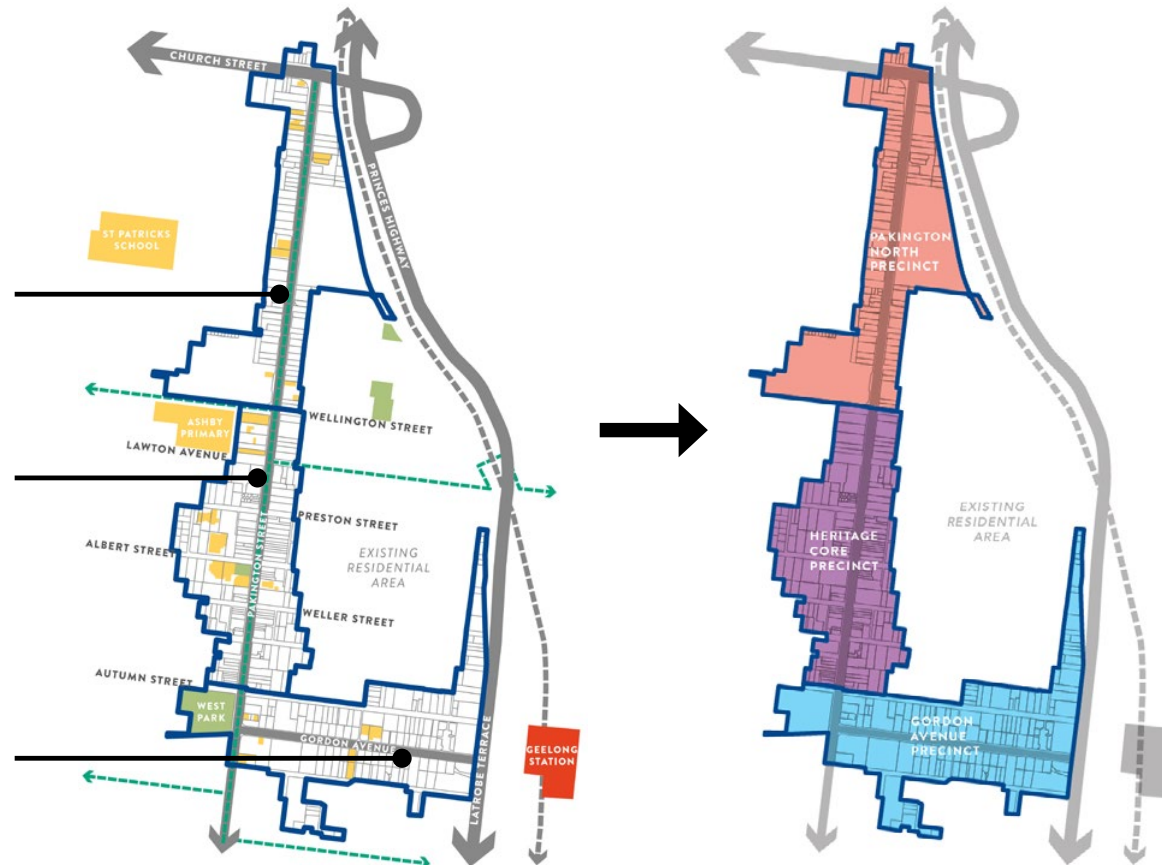 CHURCH STREET
PRINCES HIGHWAY
ST PATRICKS
SCHOOL
WELLINGTON STREET
ASHBY
PRIMARY
LAWTON AVENUE
PRESTON STREET
PAKINGTON STREET
ALBERT STREET
EXISTING
RESIDENTIAL
AREA
WELLER STREET
AUTUMN STREET
WEST
PARK
GORDON AVENUE
LATROBE TERRACE
GEELONG
STATION
PAKINGTON
NORTH
PRECINCT
HERITAGE
CORE
PRECINCT
EXISTING
RESIDENTIAL
AREA
GORDON
AVENUE
PRECINCT